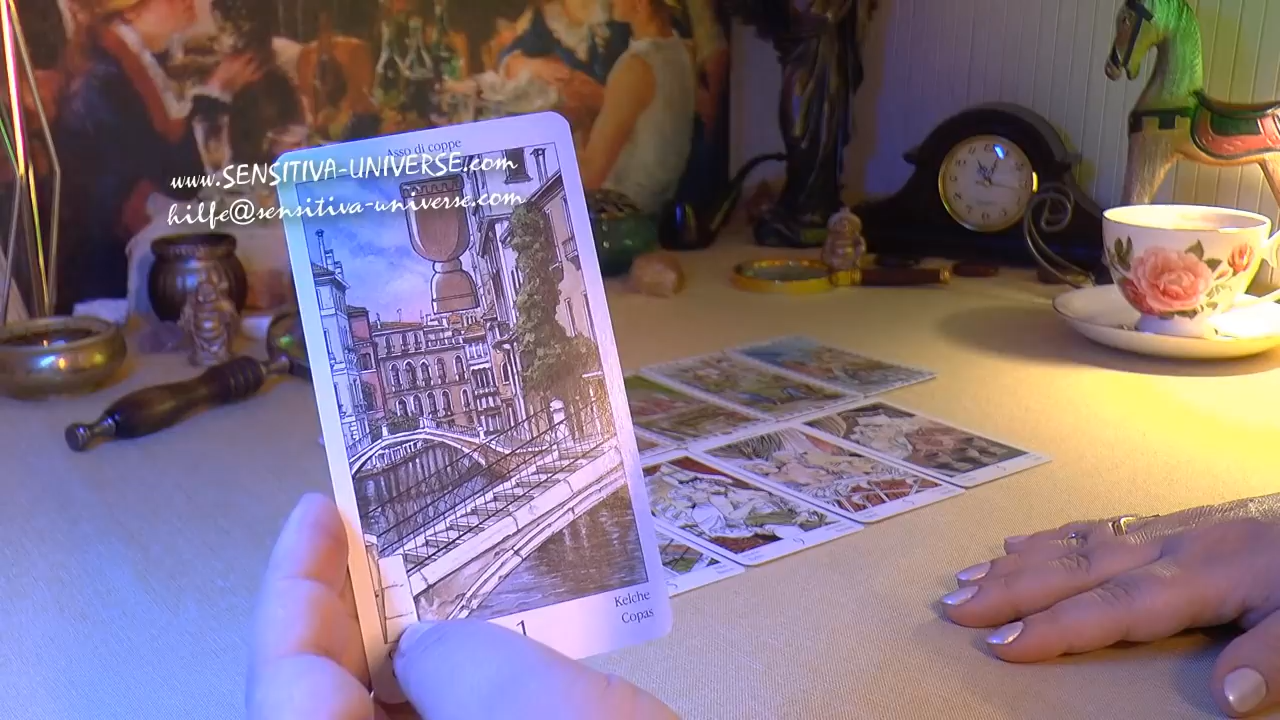 Asso di coppe
www.SENSITIVA-UNIVERSE.com
hilfe@sensitiva-universe.com
Kelche
Copas
1